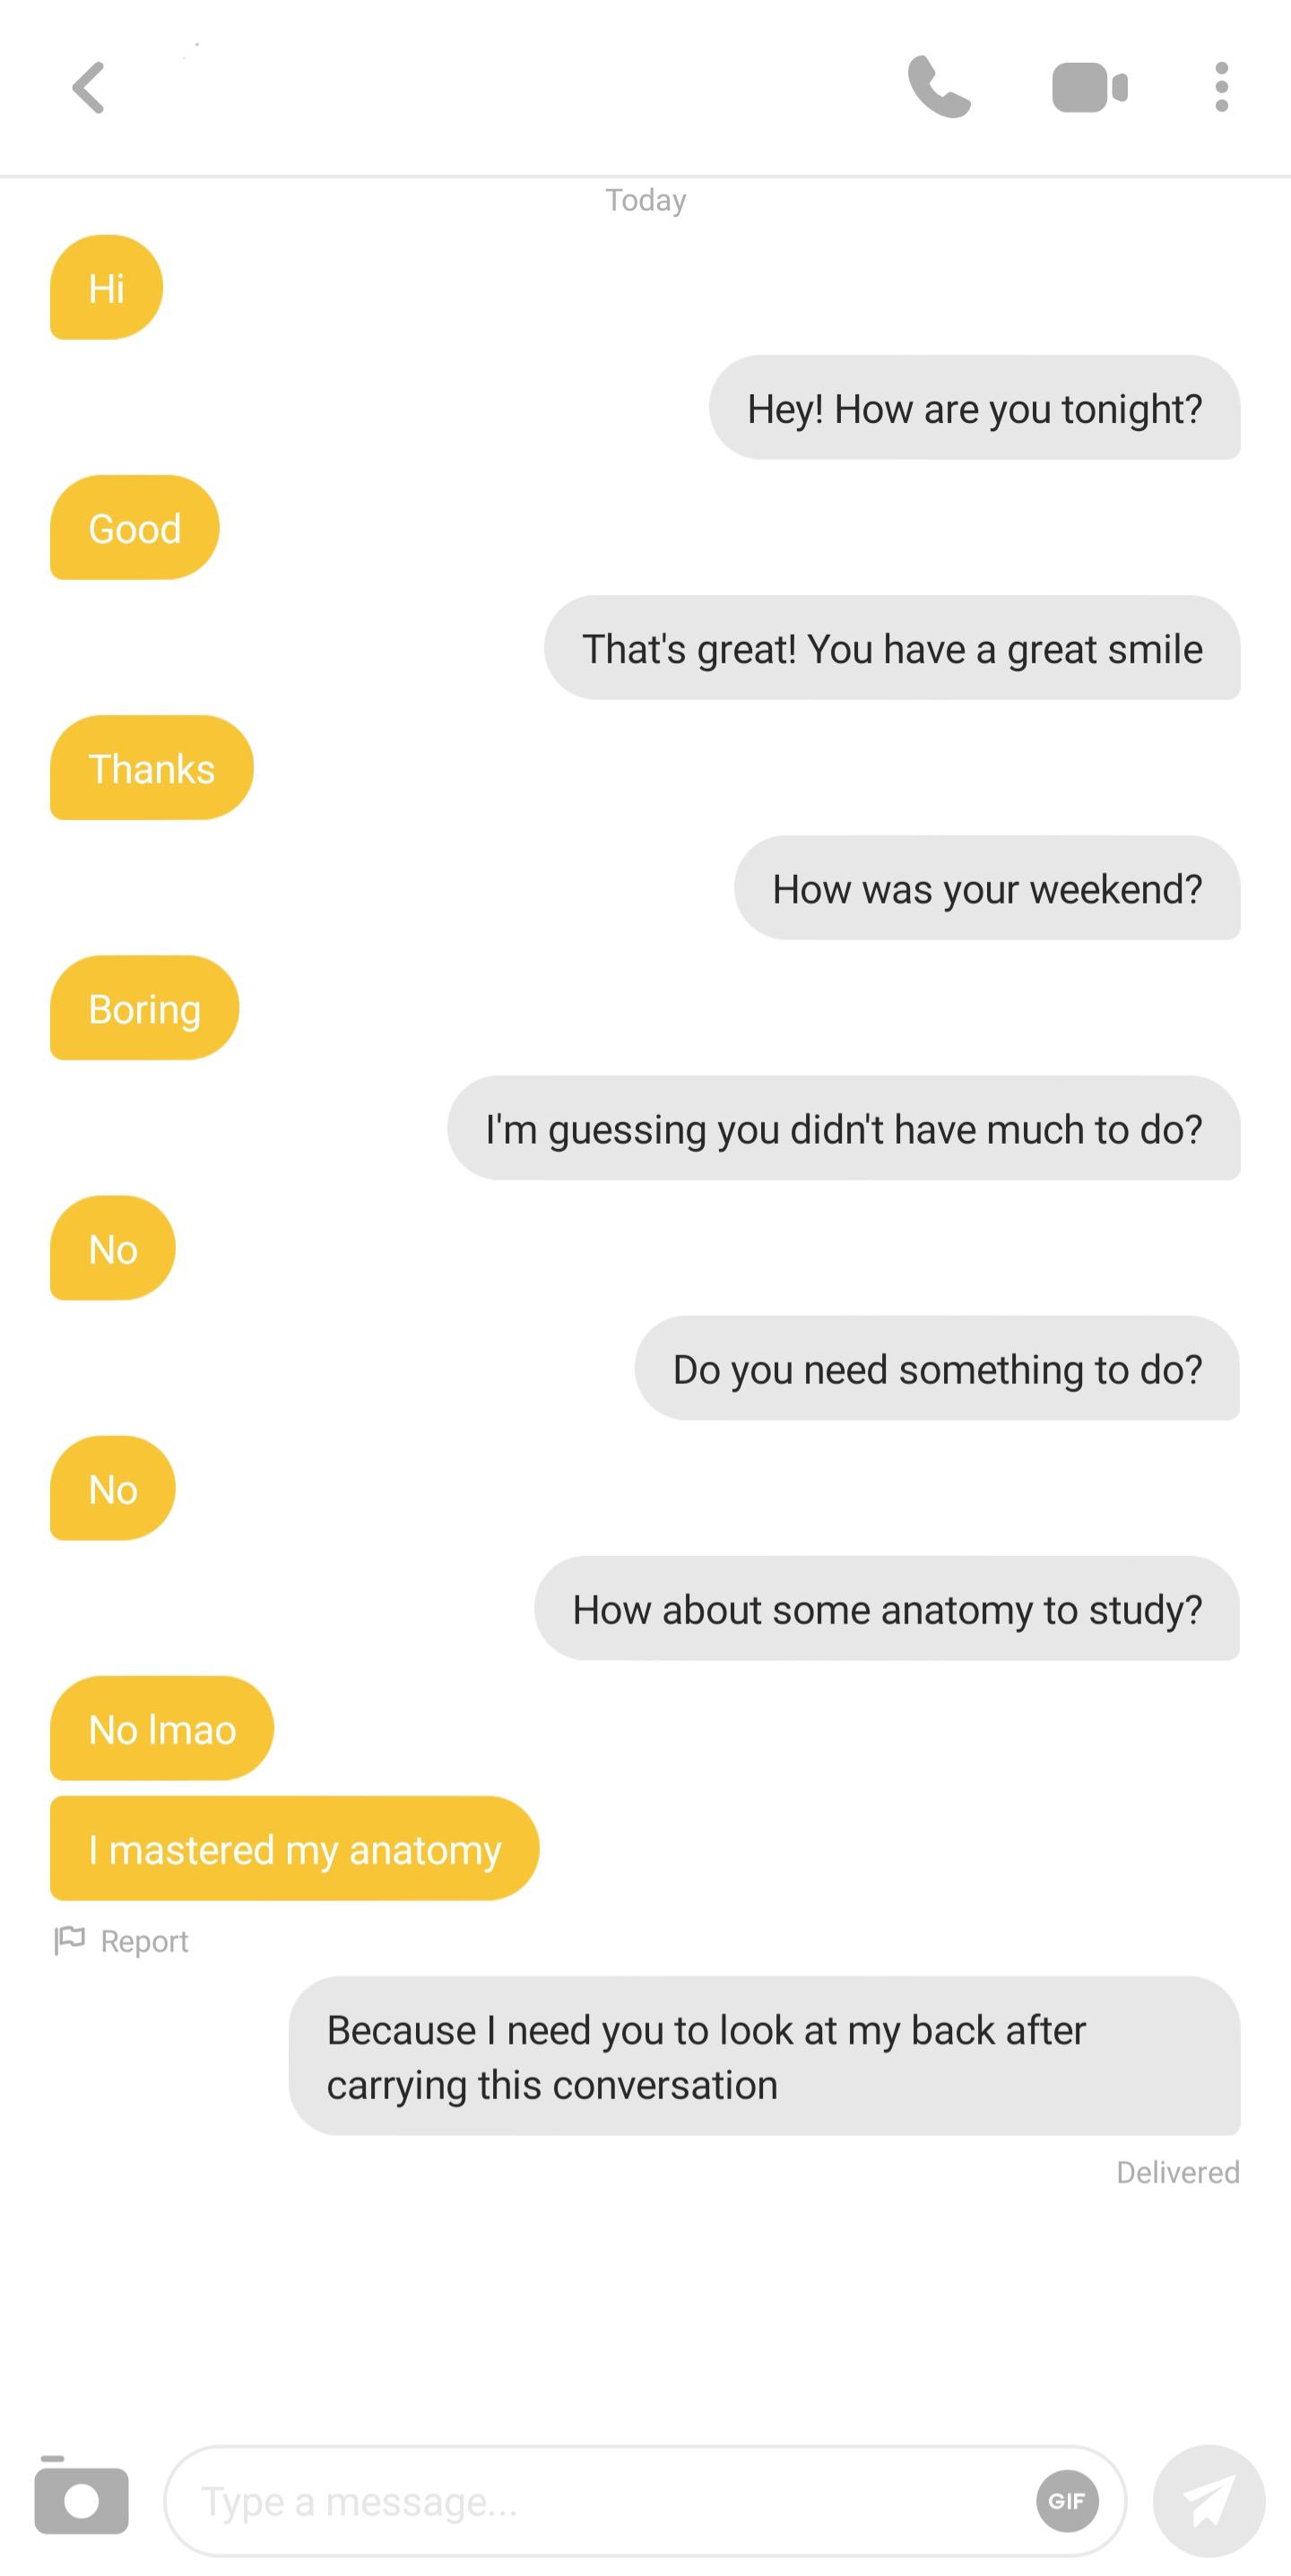 Today
Hi
Hey! How are you tonight?
Good
That's great! You have a great smile
Thanks
How was your weekend?
Boring
I'm guessing you didn't have much to do?
No
Do you need something to do?
No
How about some anatomy to study?
No lmao
I mastered my anatomy
Report
Because I need you to look at my back after
carrying this conversation
Delivered
Type a message...
GIF